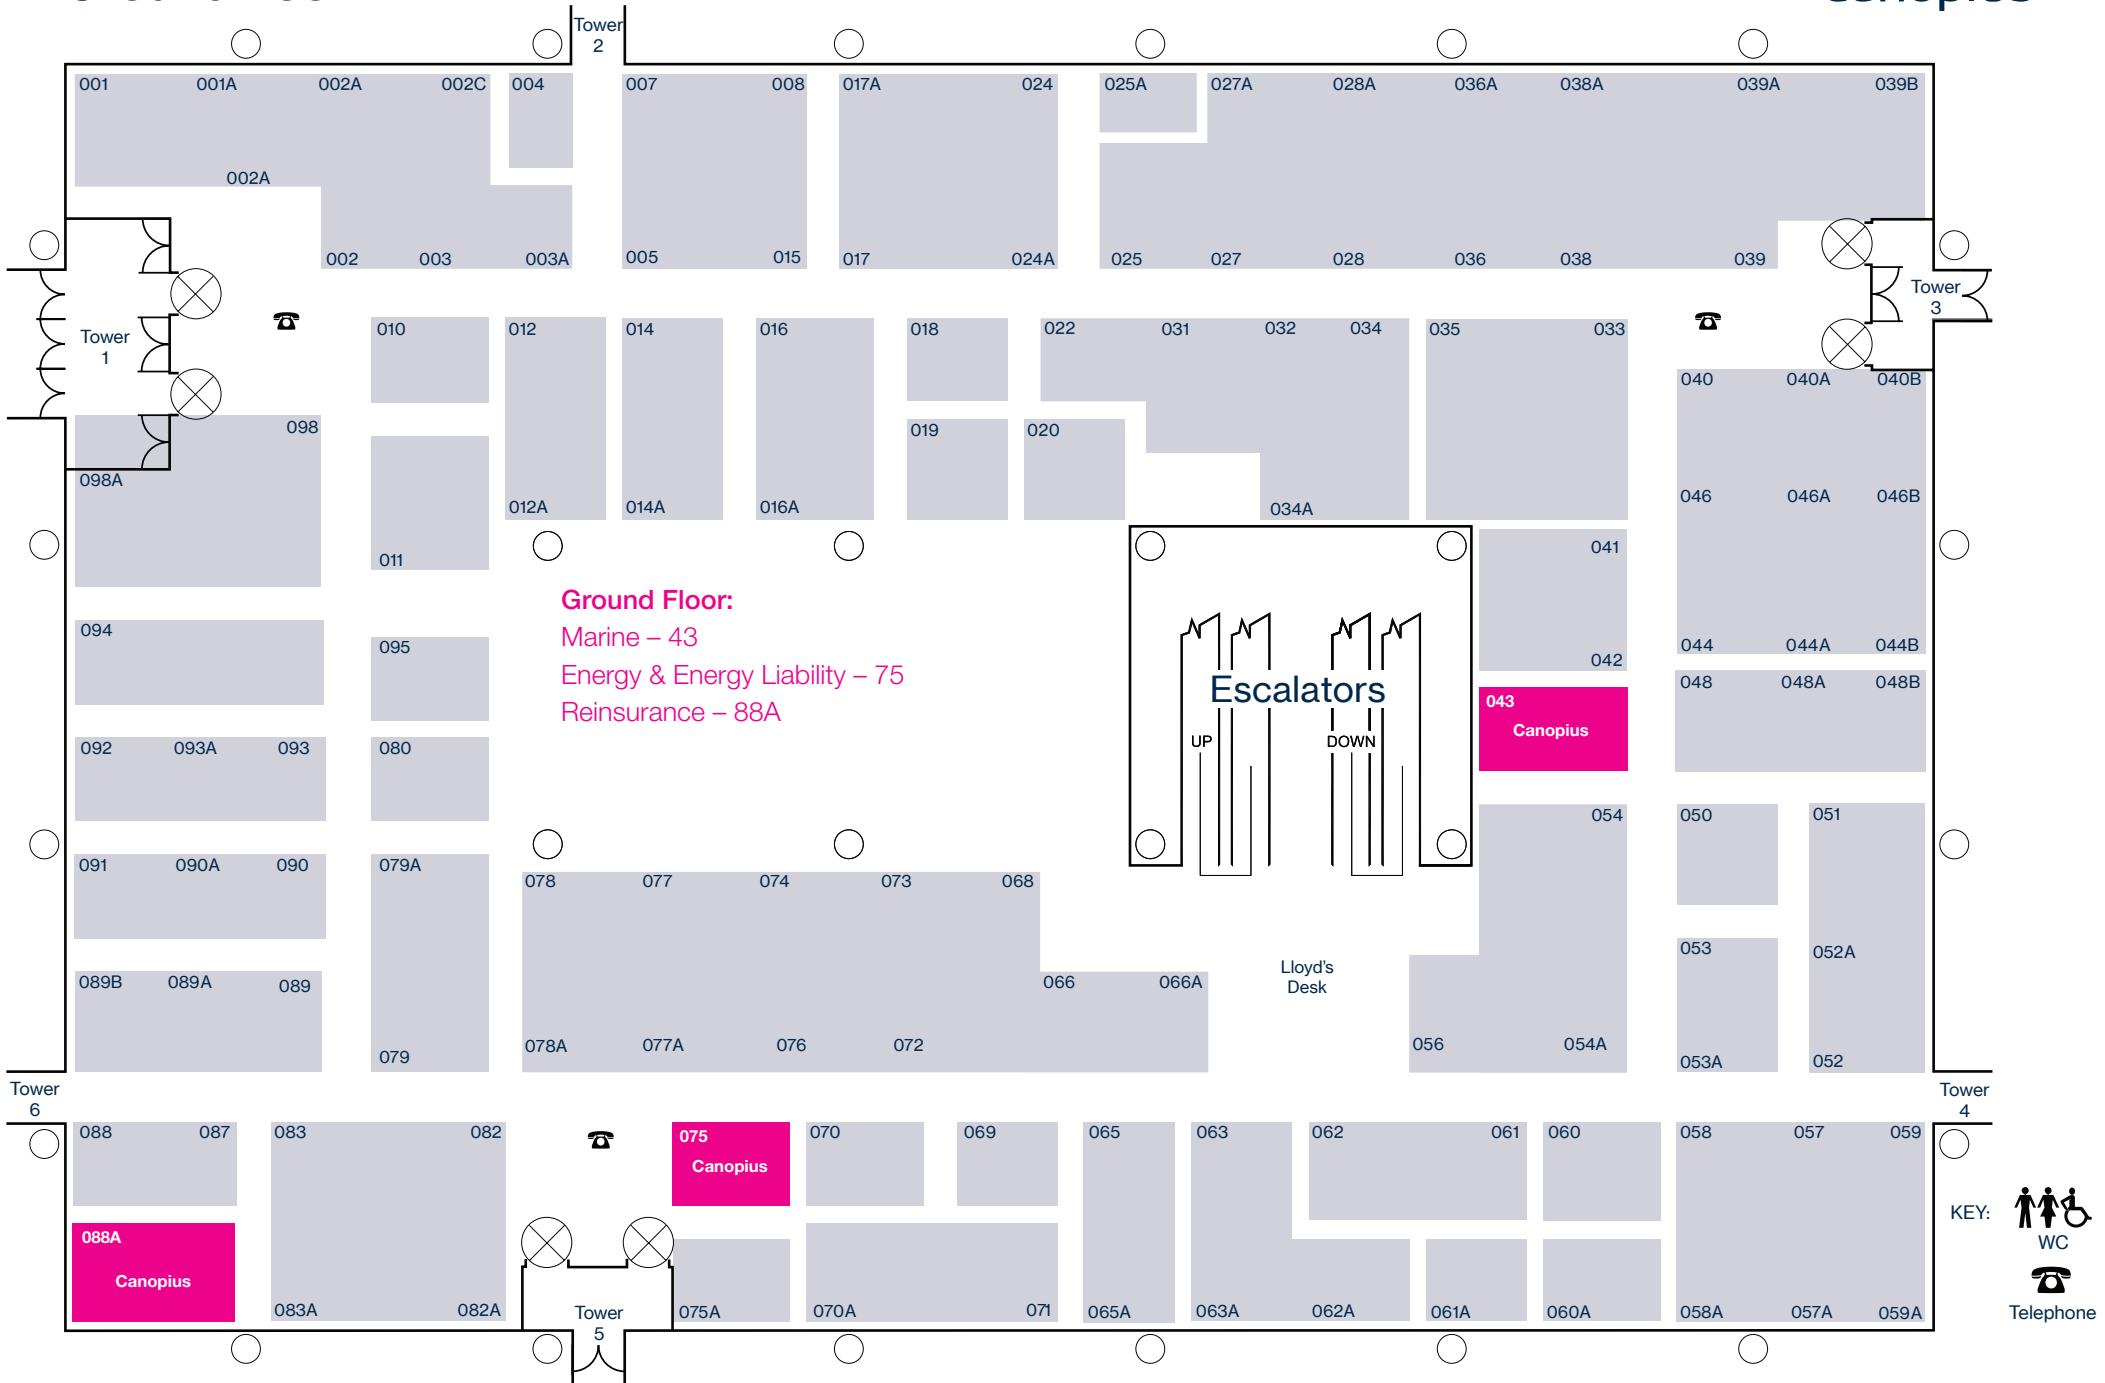 Tower
2
001 001A 002A 002C 004 007 008 017A 024 025A 027A 028A 036A 038A 039A 039B
002A
002 003 003A 005 015 017 024A 025 027 028 036 038 039
Tower
3
Tower
1
010 012 014 016 018 022 031 032 034 035 033
040 040A 040B
098 019 020
098A
012A 014A 016A 034A 046 046A 046B
011 041
Ground Floor:
Marine – 43
Energy & Energy Liability – 75
Reinsurance – 88A
094 095
042 044 044A 044B
Escalators
UP DOWN
043
Canopius
048 048A 048B
092 093A 093 080
054 050 051
091 090A 090 079A
078 077 074 073 068
053 052A
Lloyd's
Desk
089B 089A 089
066 066A
078A 077A 076 072
056 054A
079 053A 052
Tower
6
Tower
4
088 087 083 082
075
Canopius
070 069 065 063 062 061 060 058 057 059
088A
Canopius
083A 082A
Tower
5
075A 070A 071 065A 063A 062A 061A 060A 058A 057A 059A
KEY:
WC
Telephone